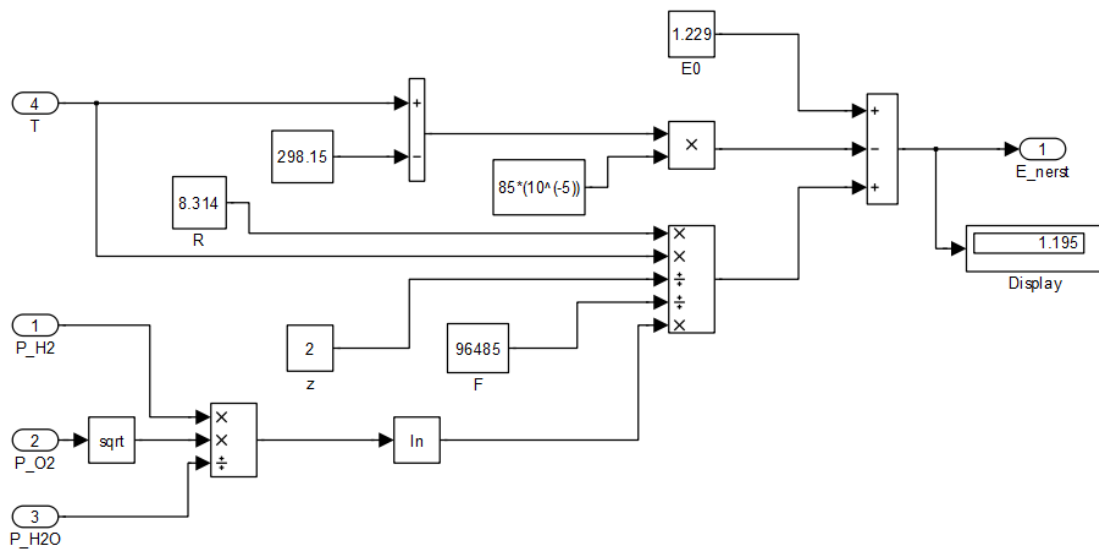 1.229
E0
4
T
+
−
298.15
×
85*(10^(-5))
+
−
+
1
E_nerst
8.314
R
×
×
÷
÷
×
1.195
Display
1
P_H2
2
z
96485
F
2
P_O2
sqrt
×
×
÷
ln
3
P_H2O